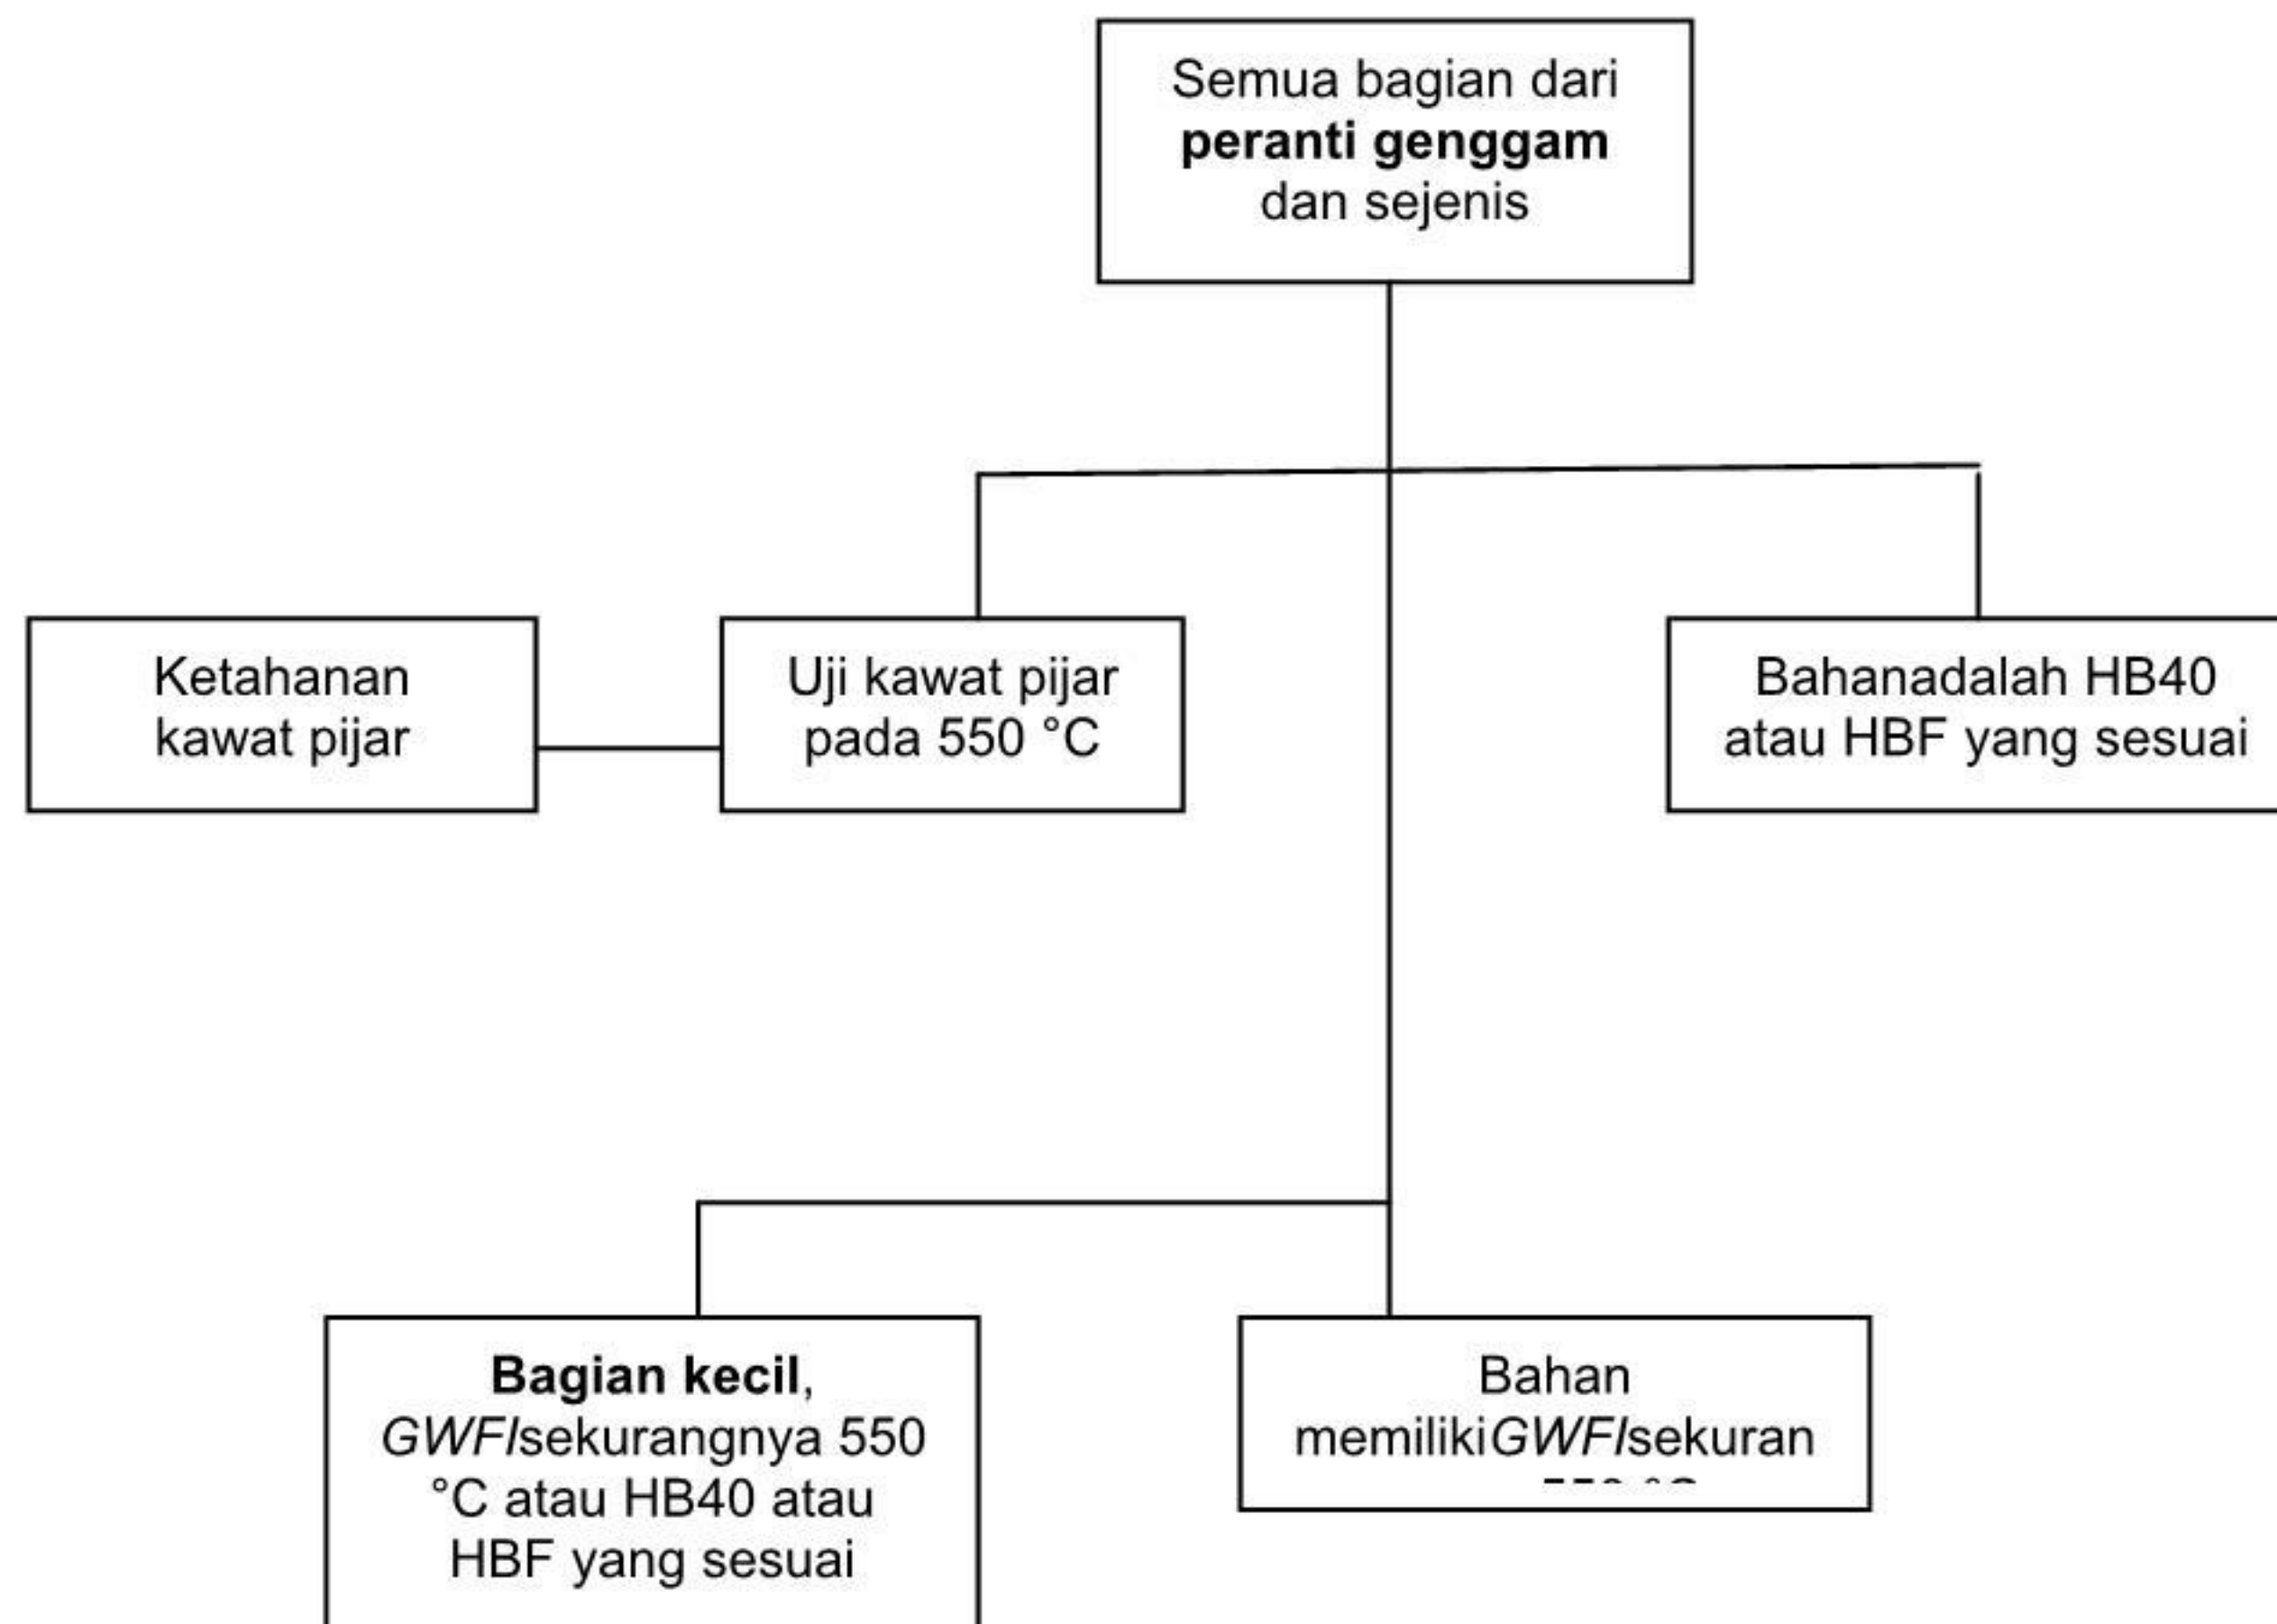 Semua bagian dari
peranti genggam
dan sejenis
Ketahanan
kawat pijar
Uji kawat pijar
pada 550 °C
Bahanadalah HB40
atau HBF yang sesuai
Bagian kecil,
GWFIsekurangnya 550
°C atau HB40 atau
HBF yang sesuai
Bahan
memilikiGWFIsekuran